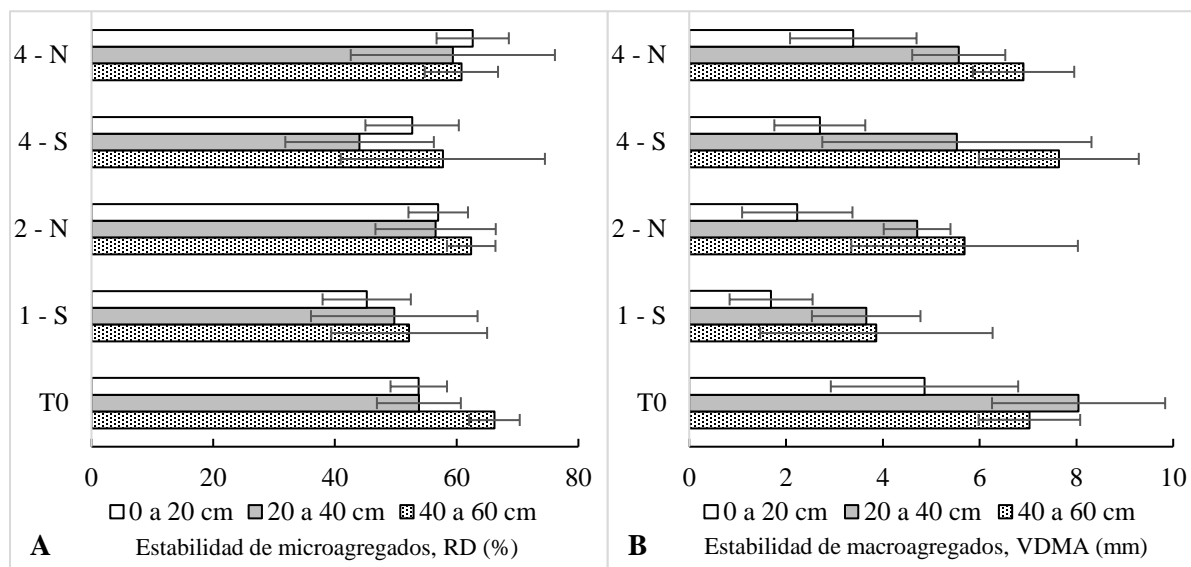 4 - N
4 - S
2 - N
1 - S
T0
0 20 40 60 80
0 a 20 cm 20 a 40 cm 40 a 60 cm
A Estabilidad de microagregados, RD (%)
4 - N
4 - S
2 - N
1 - S
T0
0 2 4 6 8 10
0 a 20 cm 20 a 40 cm 40 a 60 cm
B Estabilidad de macroagregados, VDMA (mm)